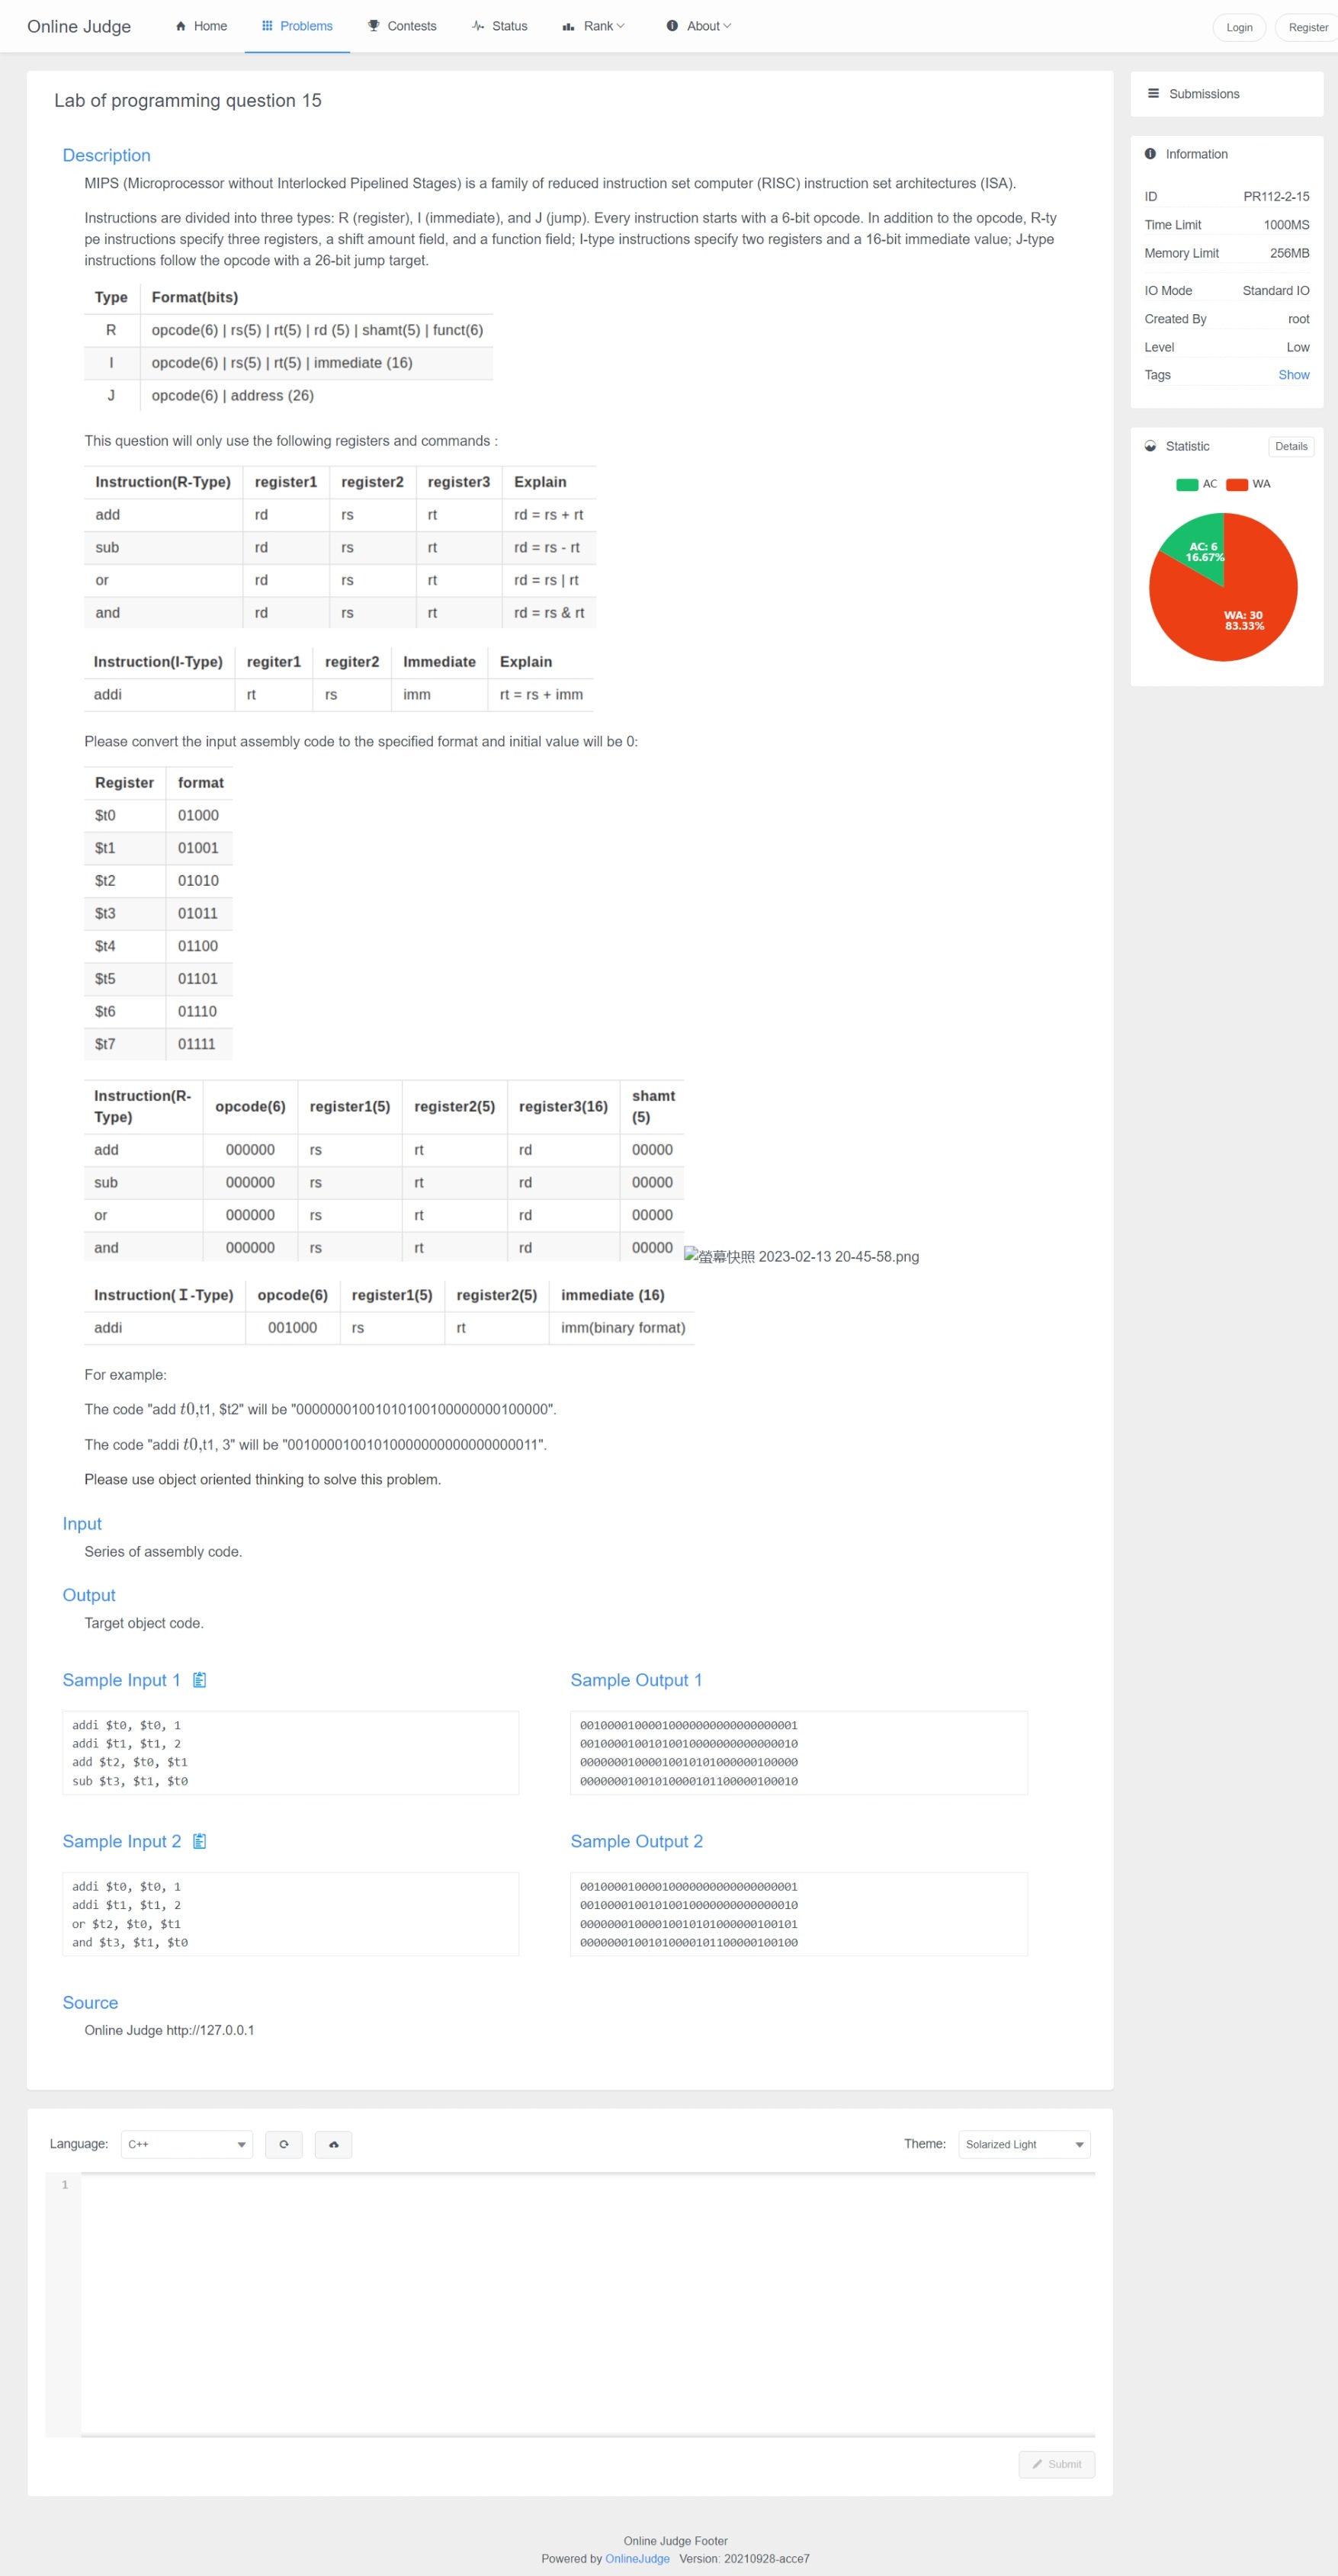 Online Judge Home Problems Contests Status Rank About Login Register
Lab of programming question 15
Description
MIPS (Microprocessor without Interlocked Pipelined Stages) is a family of reduced instruction set computer (RISC) instruction set architectures (ISA).
Instructions are divided into three types: R (register), I (immediate), and J (jump). Every instruction starts with a 6-bit opcode. In addition to the opcode, R-ty
pe instructions specify three registers, a shift amount field, and a function field; I-type instructions specify two registers and a 16-bit immediate value; J-type
instructions follow the opcode with a 26-bit jump target.
Type Format(bits)
R opcode(6) | rs(5) | rt(5) | rd (5) | shamt(5) | funct(6)
I opcode(6) | rs(5) | rt(5) | immediate (16)
J opcode(6) | address (26)
This question will only use the following registers and commands :
Instruction(R-Type) register1 register2 register3 Explain
add rd rs rt rd = rs + rt
sub rd rs rt rd = rs - rt
or rd rs rt rd = rs | rt
and rd rs rt rd = rs & rt
Instruction(I-Type) regiter1 regiter2 Immediate Explain
addi rt rs imm rt = rs + imm
Please convert the input assembly code to the specified format and initial value will be 0:
Register format
$t0 01000
$t1 01001
$t2 01010
$t3 01011
$t4 01100
$t5 01101
$t6 01110
$t7 01111
Instruction(R-Type) opcode(6) register1(5) register2(5) register3(16) shamt (5)
add 000000 rs rt rd 00000
sub 000000 rs rt rd 00000
or 000000 rs rt rd 00000
and 000000 rs rt rd 00000 螢幕快照 2023-02-13 20-45-58.png
Instruction( I -Type) opcode(6) register1(5) register2(5) immediate (16)
addi 001000 rs rt imm(binary format)
For example:
The code "add t0,t1, $t2" will be "00000001001010100100000000100000".
The code "addi t0,t1, 3" will be "00100001001010000000000000000011".
Please use object oriented thinking to solve this problem.
Input
Series of assembly code.
Output
Target object code.
Sample Input 1
addi $t0, $t0, 1
addi $t1, $t1, 2
add $t2, $t0, $t1
sub $t3, $t1, $t0
Sample Output 1
00100001000010000000000000000001
00100001001010010000000000000010
00000001000010010101000000100000
00000001001010000101100000100010
Sample Input 2
addi $t0, $t0, 1
addi $t1, $t1, 2
or $t2, $t0, $t1
and $t3, $t1, $t0
Sample Output 2
00100001000010000000000000000001
00100001001010010000000000000010
00000001000010010101000000100101
00000001001010000101100000100100
Source
Online Judge http://127.0.0.1
Submissions
Information
ID PR112-2-15
Time Limit 1000MS
Memory Limit 256MB
IO Mode Standard IO
Created By root
Level Low
Tags Show
Statistic Details
AC WA
AC: 6
16.67%
WA: 30
83.33%
Language: C++ Theme: Solarized Light
1
Submit
Online Judge Footer
Powered by OnlineJudge Version: 20210928-acce7